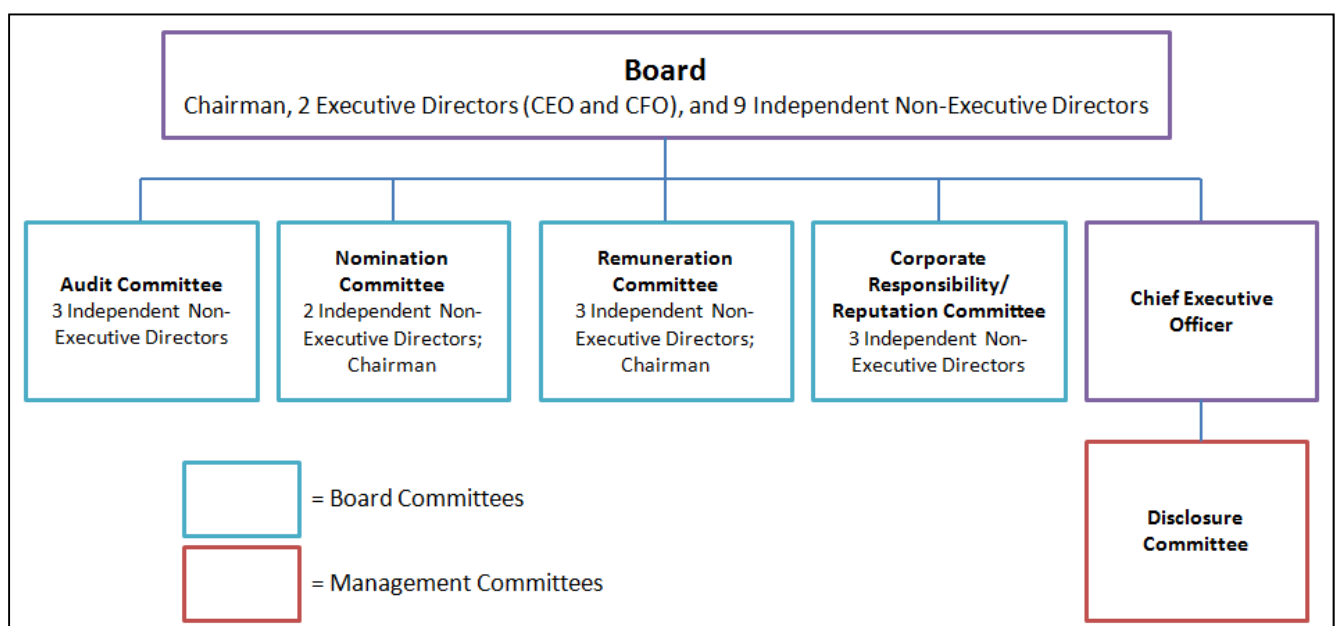 Board
Chairman, 2 Executive Directors (CEO and CFO), and 9 Independent Non-Executive Directors
Audit Committee
3 Independent Non-
Executive Directors
Nomination
Committee
2 Independent Non-
Executive Directors;
Chairman
Remuneration
Committee
3 Independent Non-
Executive Directors;
Chairman
Corporate
Responsibility/
Reputation Committee
3 Independent Non-
Executive Directors
Chief Executive
Officer
Disclosure
Committee
= Board Committees
= Management Committees